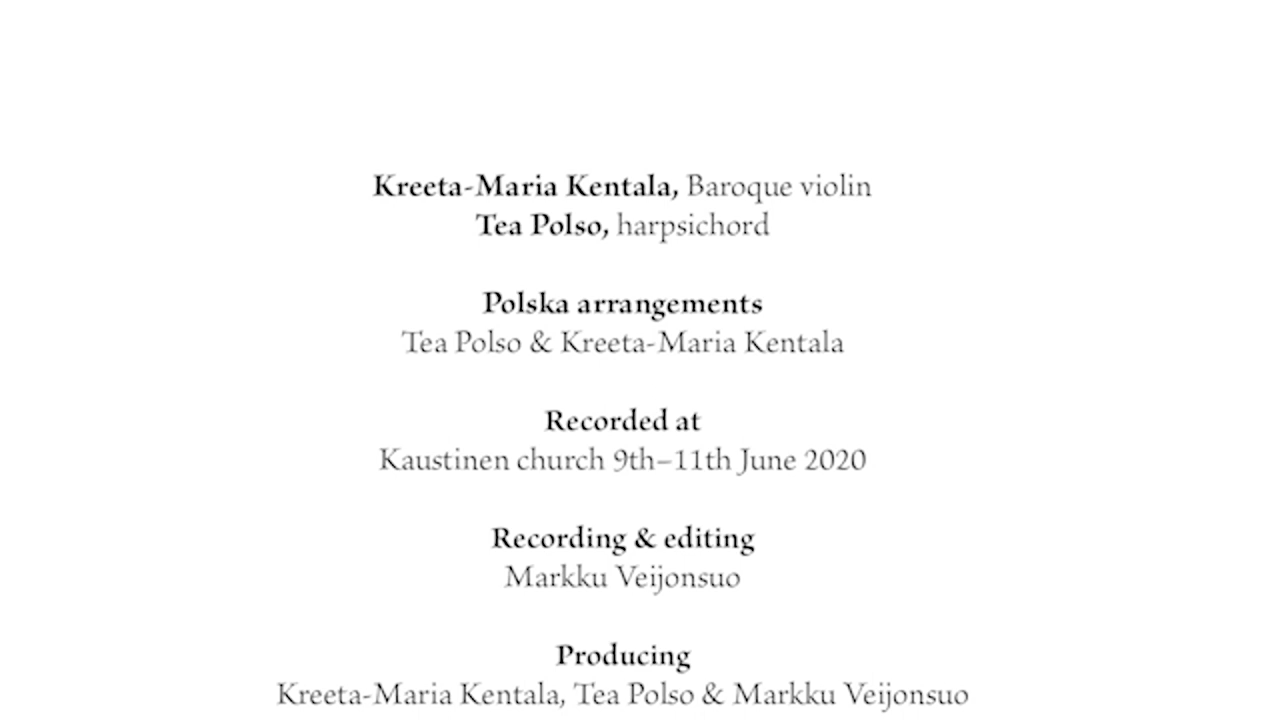 Kreeta-Maria Kentala, Baroque violin
Tea Polso, harpsichord
Polska arrangements
Tea Polso & Kreeta-Maria Kentala
Recorded at
Kaustinen church 9th–11th June 2020
Recording & editing
Markku Veijonsuo
Producing
Kreeta-Maria Kentala, Tea Polso & Markku Veijonsuo